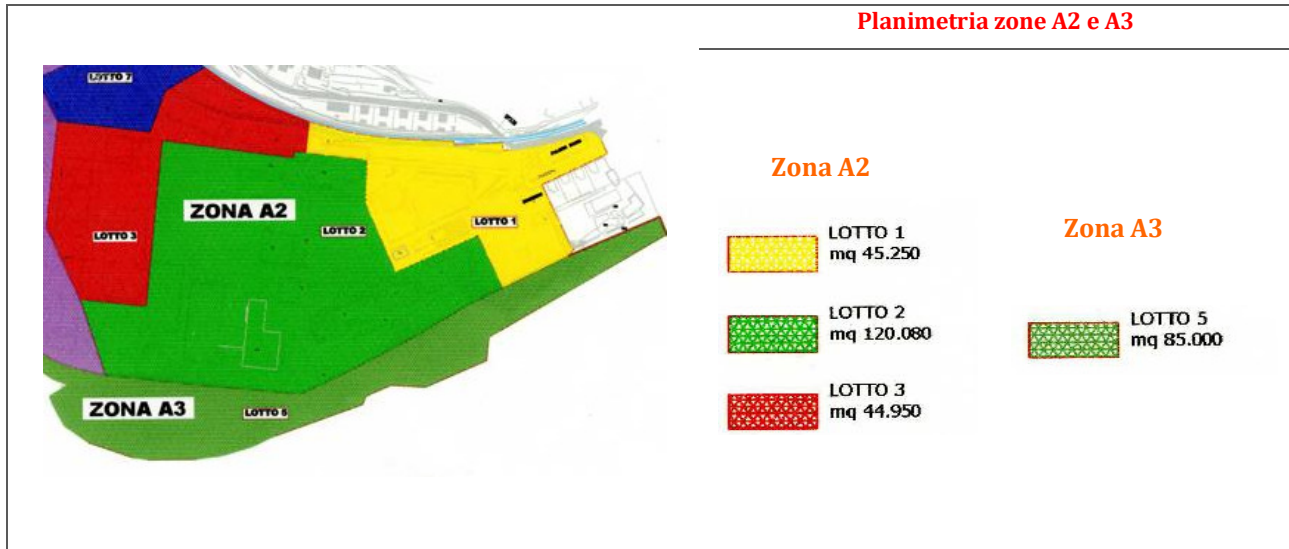 Planimetria zone A2 e A3
LOTTO 7
ZONA A2
LOTTO 3
LOTTO 2
LOTTO 1
ZONA A3
LOTTO 5
Zona A2
LOTTO 1
mq 45.250
LOTTO 2
mq 120.080
LOTTO 3
mq 44.950
Zona A3
LOTTO 5
mq 85.000